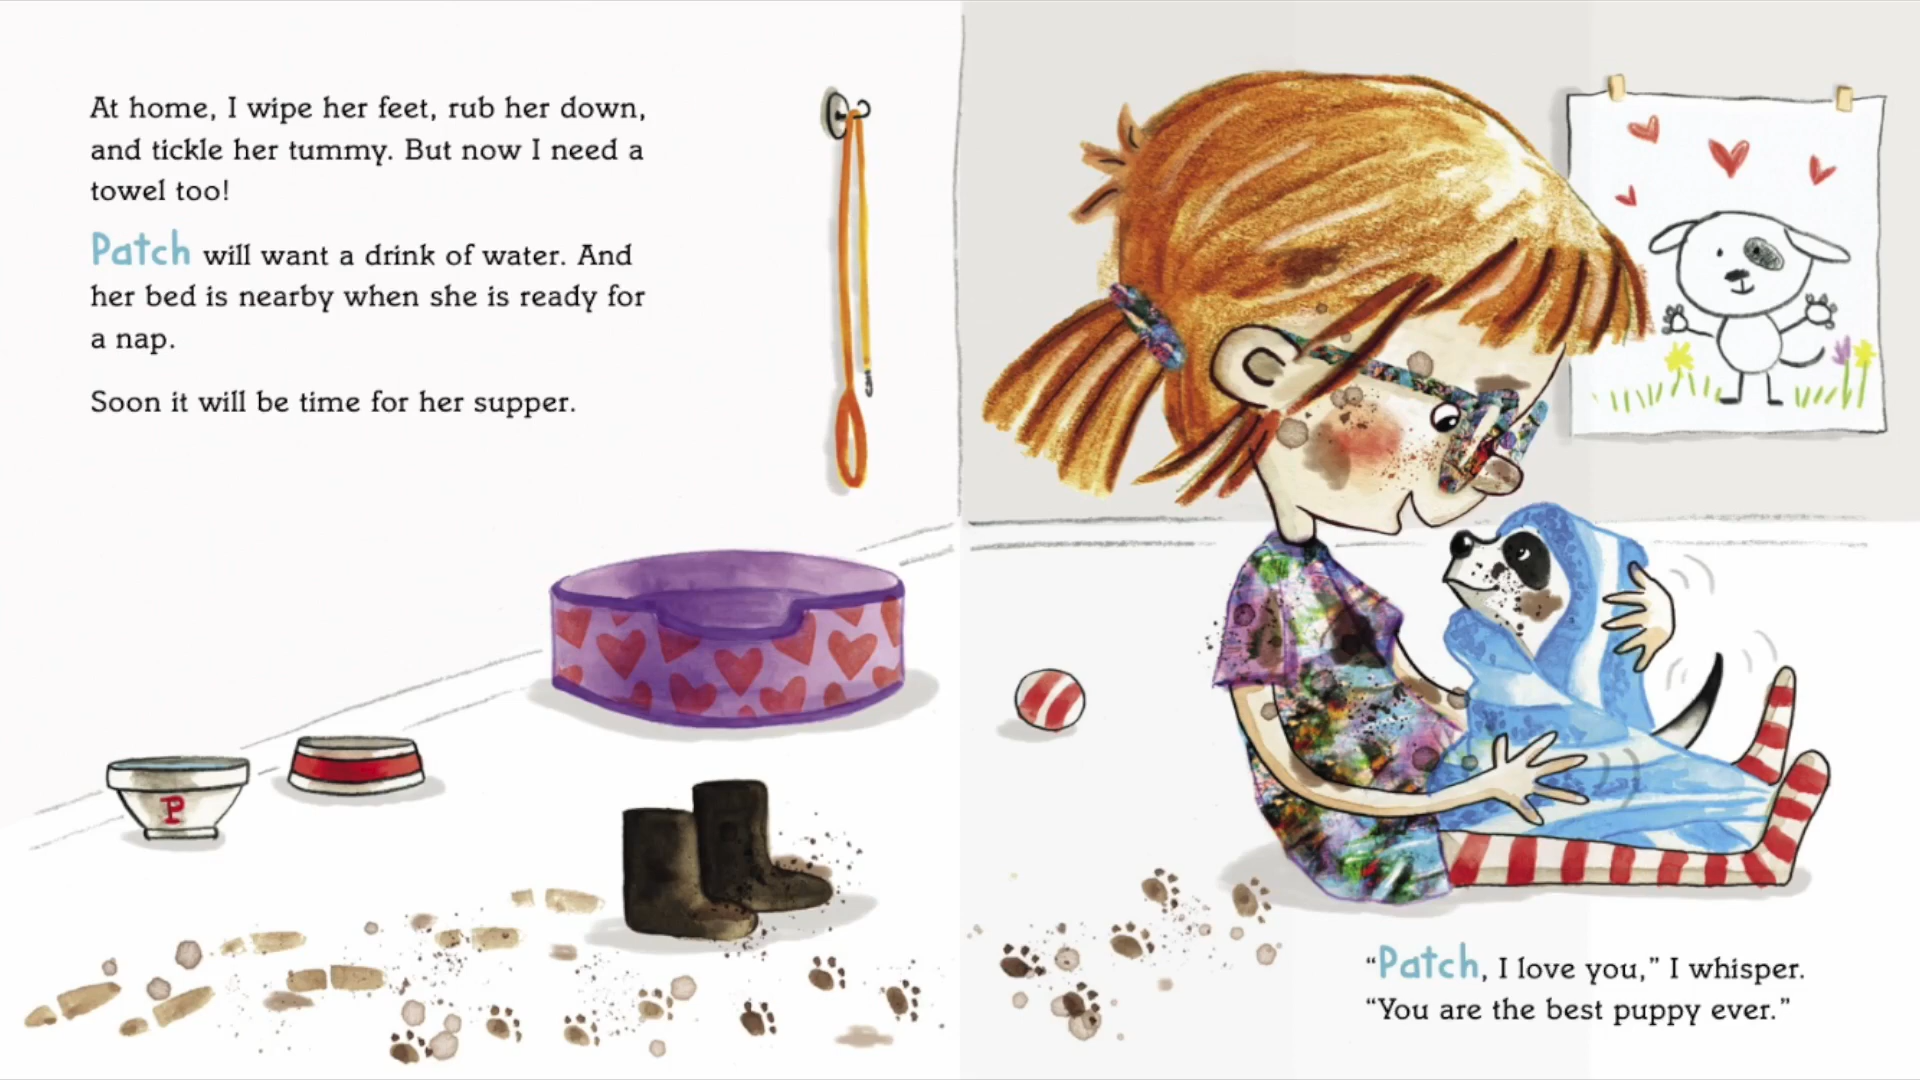 At home, I wipe her feet, rub her down,
and tickle her tummy. But now I need a
towel too!
Patch will want a drink of water. And
her bed is nearby when she is ready for
a nap.
Soon it will be time for her supper.
P
“Patch, I love you,” I whisper.
“You are the best puppy ever.”